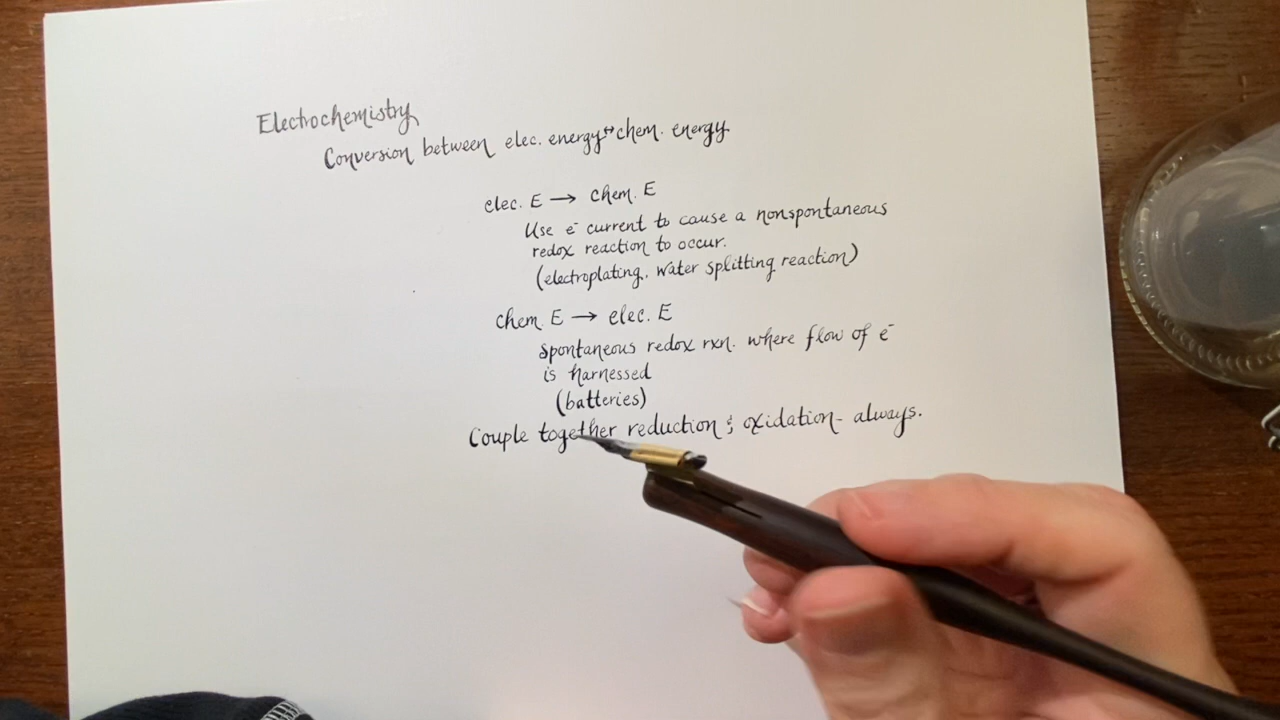 Electrochemistry
Conversion between elec. energy↔chem. energy
elec. E → chem. E
Use e⁻ current to cause a nonspontaneous
redox reaction to occur.
(electroplating, water splitting reaction)
chem. E → elec. E
spontaneous redox rxn. where flow of e⁻
is harnessed
(batteries)
Couple together reduction & oxidation - always.